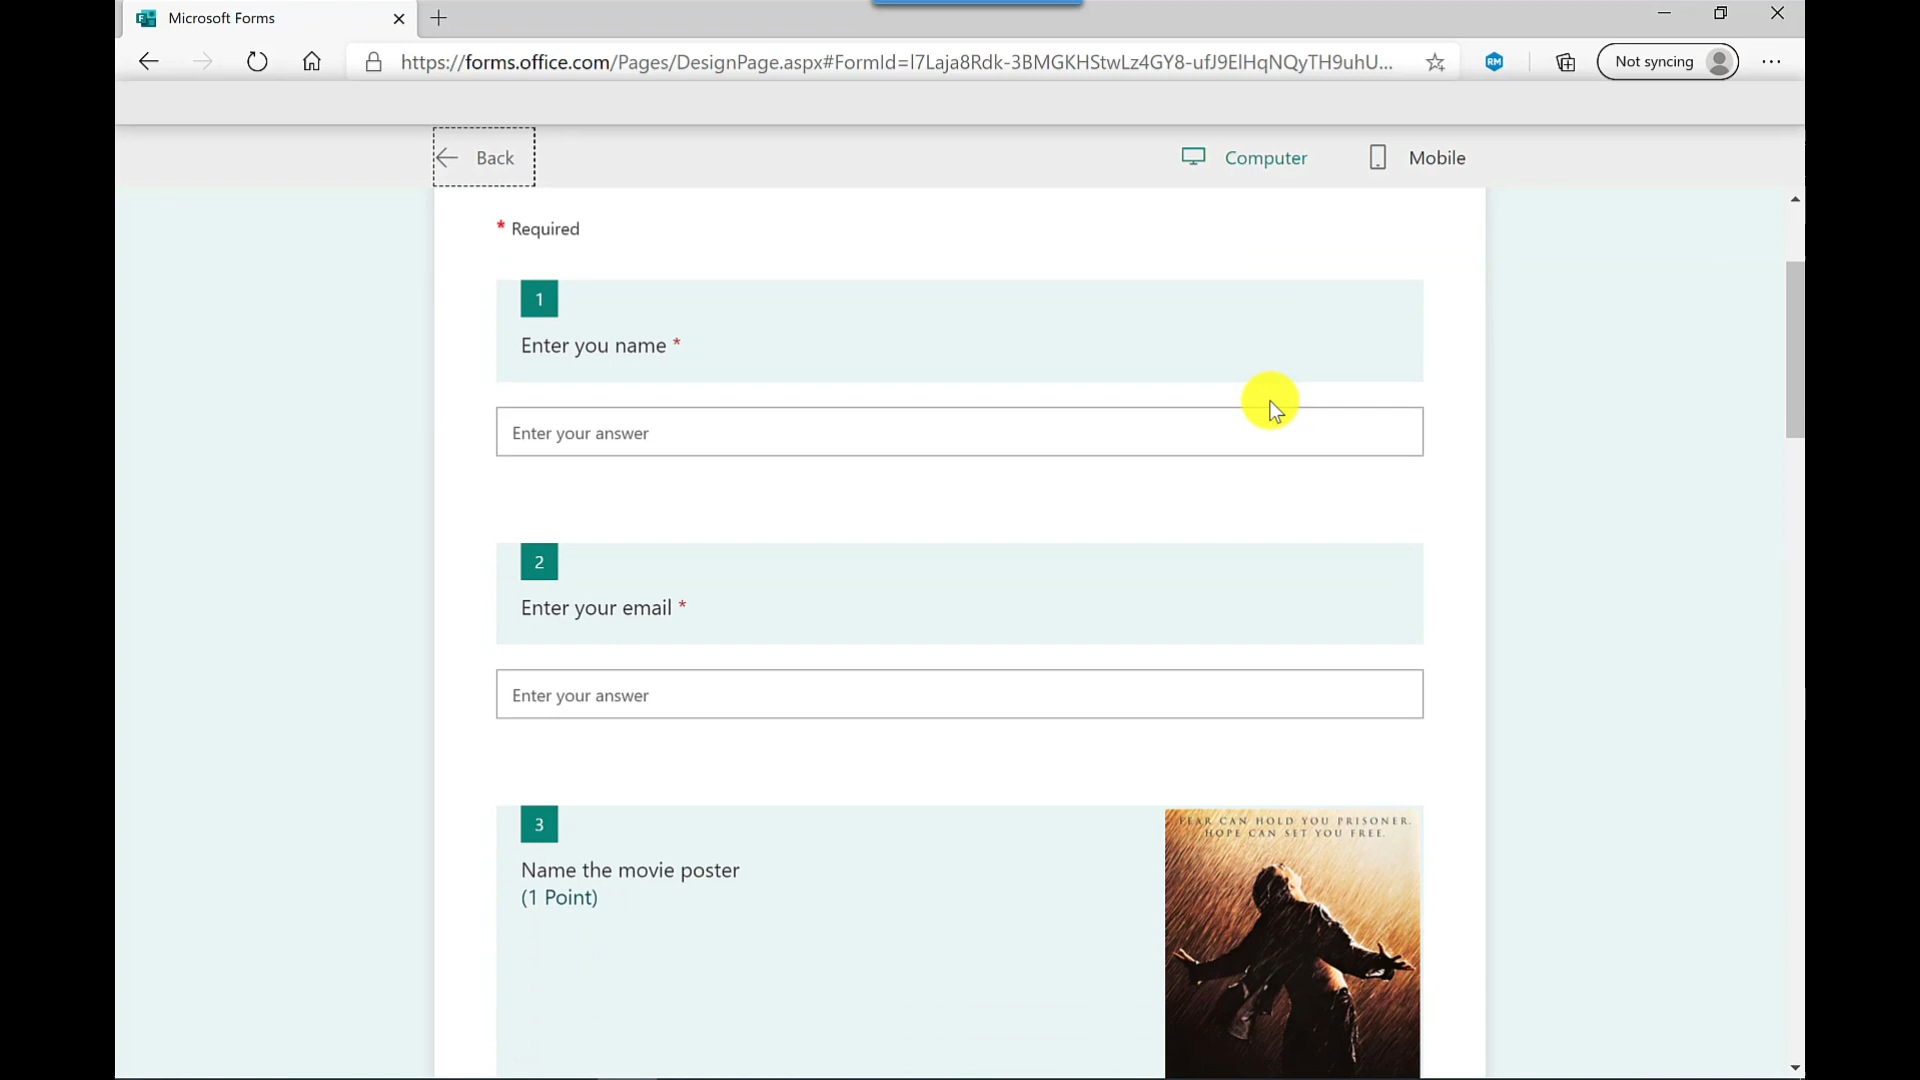 Microsoft Forms
https://forms.office.com/Pages/DesignPage.aspx#FormId=I7Laja8Rdk-3BMGKHStwLz4GY8-ufJ9ElHqNQyTH9uhU...
RM
Not syncing
Back
Computer
Mobile
* Required
1
Enter you name *
Enter your answer
2
Enter your email *
Enter your answer
3
Name the movie poster
(1 Point)
FEAR CAN HOLD YOU PRISONER.
HOPE CAN SET YOU FREE.